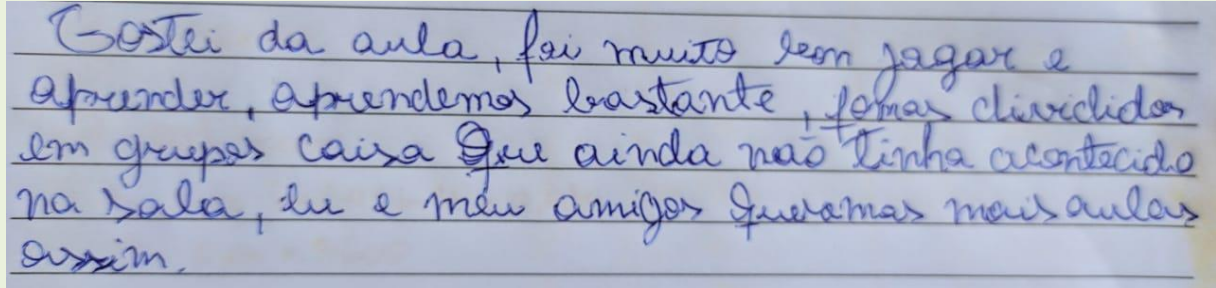 Gostei da aula, foi muito bom jogar e
aprender, aprendemos bastante, fomos divididos
em grupos coisa que ainda não tinha acontecido
na sala, eu e meu amigos queramos mais aulas
assim.